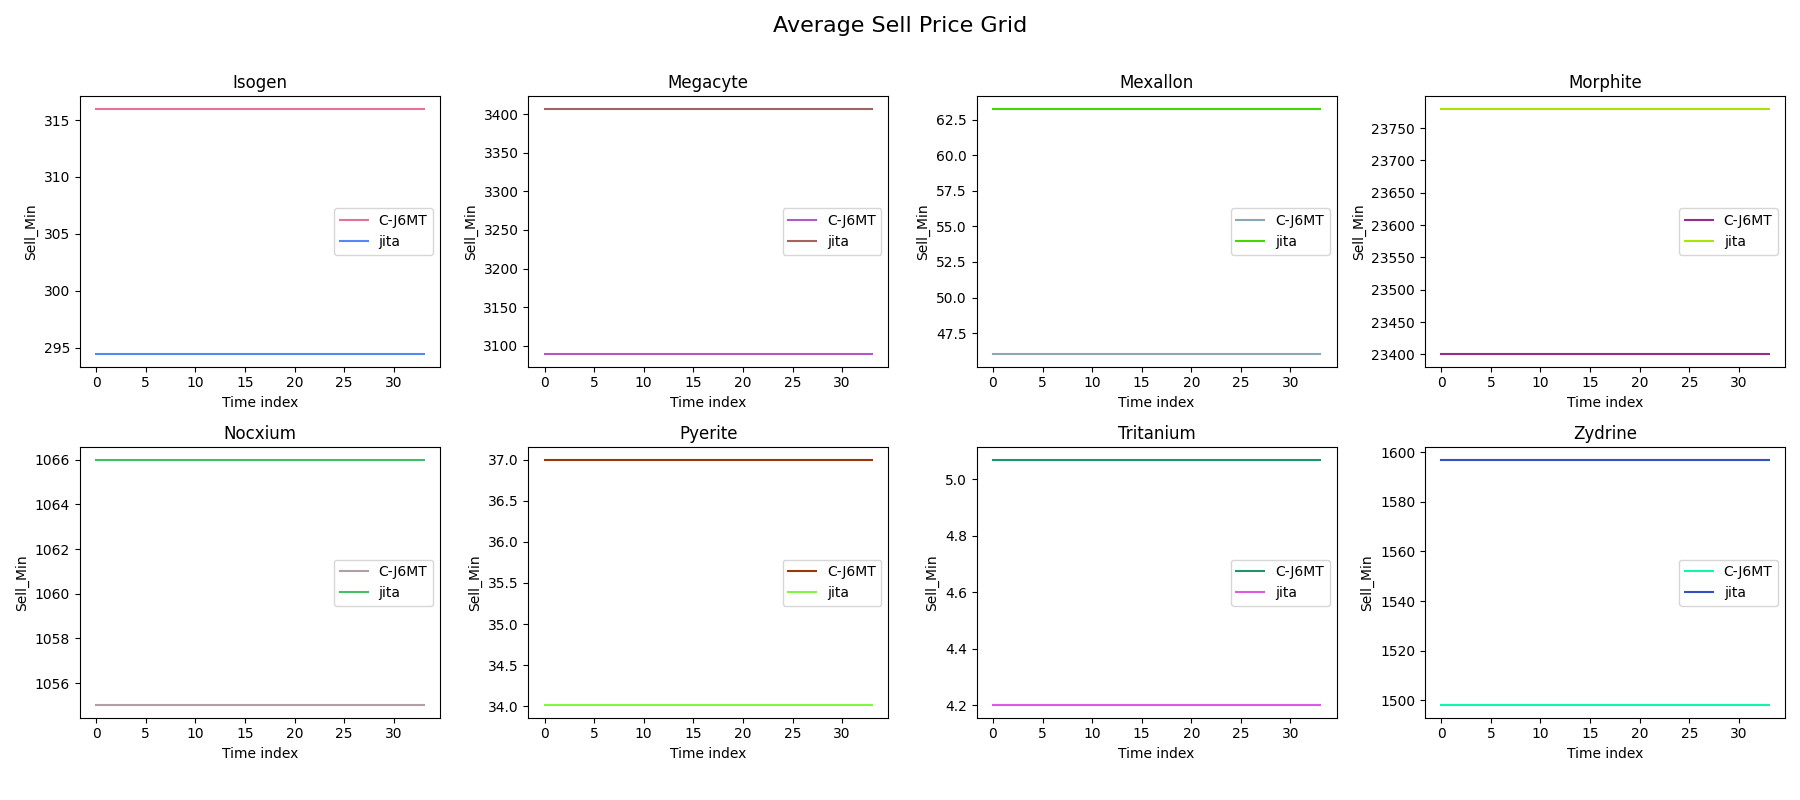 Average Sell Price Grid
Isogen
315
310
305
300
295
Sell_Min
C-J6MT
jita
0 5 10 15 20 25 30
Time index
Megacyte
3400
3350
3300
3250
3200
3150
3100
Sell_Min
C-J6MT
jita
0 5 10 15 20 25 30
Time index
Mexallon
62.5
60.0
57.5
55.0
52.5
50.0
47.5
Sell_Min
C-J6MT
jita
0 5 10 15 20 25 30
Time index
Morphite
23750
23700
23650
23600
23550
23500
23450
23400
Sell_Min
C-J6MT
jita
0 5 10 15 20 25 30
Time index
Nocxium
1066
1064
1062
1060
1058
1056
Sell_Min
C-J6MT
jita
0 5 10 15 20 25 30
Time index
Pyerite
37.0
36.5
36.0
35.5
35.0
34.5
34.0
Sell_Min
C-J6MT
jita
0 5 10 15 20 25 30
Time index
Tritanium
5.0
4.8
4.6
4.4
4.2
Sell_Min
C-J6MT
jita
0 5 10 15 20 25 30
Time index
Zydrine
1600
1580
1560
1540
1520
1500
Sell_Min
C-J6MT
jita
0 5 10 15 20 25 30
Time index